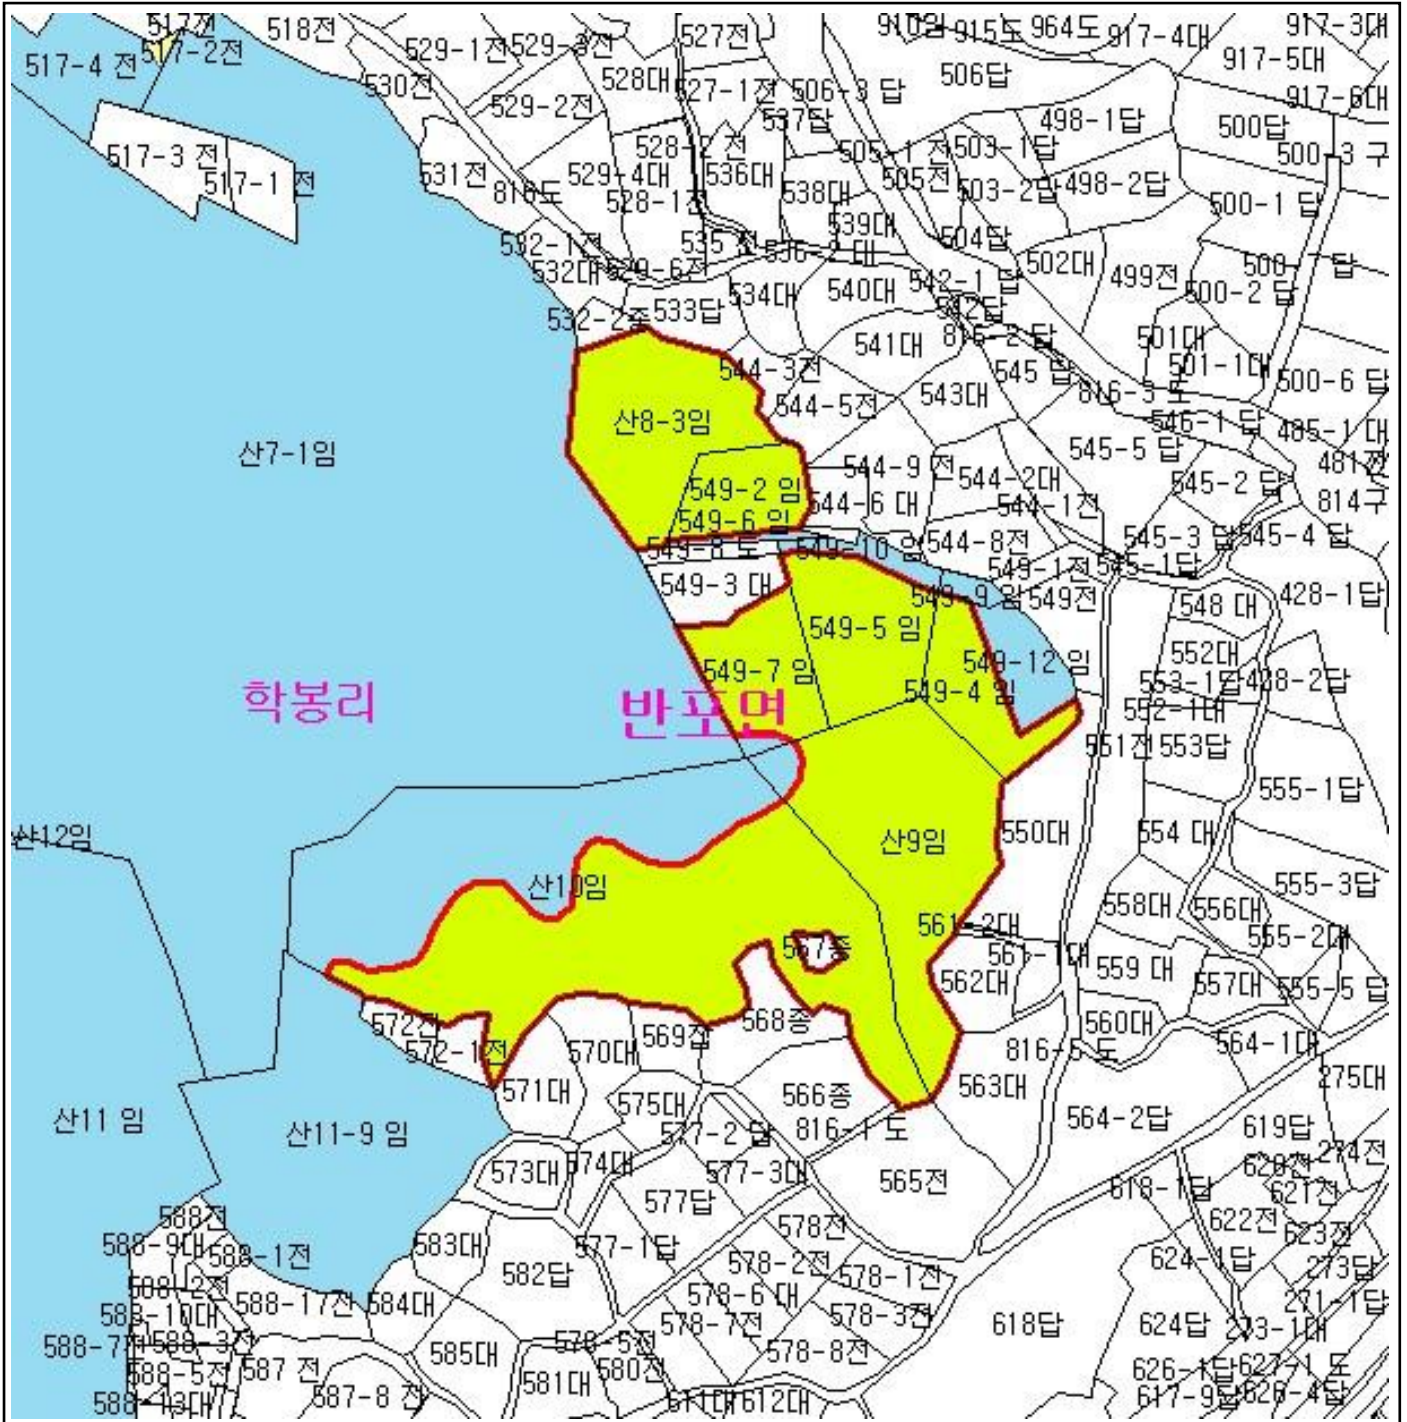 517전
518전
910임
915도
964도
917-4대
917-3대
529-1전
529-3전
527전
517-2전
917-5대
517-4 전
528대
506답
530전
527-1전
506-3 답
917-6대
529-2전
537답
498-1답
500답
528-2 전
505-1 전
503-1답
500-3 구
517-3 전
531전
529-4대
536대
505전
517-1 전
816도
528-1전
538대
503-2답
498-2답
500-1 답
539대
532-1전
535 전
504답
532대
529-6전
502대
499전
534대
540대
542-1 답
500-2 답
532-2종
533답
542답
541대
816-2 답
501대
544-3전
545 답
501-1대
500-6 답
543대
816-3 도
544-5전
산8-3임
546-1 답
485-1 대
산7-1임
545-5 답
544-9 전
481전
544-2대
549-2 임
545-2 답
544-6 대
544-1전
814구
549-6 임
545-3 답
545-4 답
549-8 도
549-10 임
544-8전
549-1전
545-1답
549-3 대
428-1답
549-9 임
549전
548 대
549-5 임
552대
549-7 임
549-12 임
553-1답
428-2답
549-4 임
552-1대
학봉리
반포면
551전
553답
555-1답
산12임
550대
554 대
산9임
산10임
555-3답
558대
556대
561-2대
555-2대
567종
561-1대
559 대
562대
557대
555-5 답
572전
569잡
568종
560대
572-1전
570대
816-5 도
564-1대
571대
563대
275대
575대
566종
산11 임
산11-9 임
577-2 답
816-1 도
564-2답
619답
573대
574대
577-3대
620전
274전
565전
618-1답
621전
577답
588전
578전
622전
623전
588-9대
588-1전
583대
577-1답
578-2전
624-1답
582답
578-1전
273답
588-2전
578-6 대
588-17전
584대
271-1답
588-10대
578-3전
578-7전
618답
624답
273-1대
588-3전
578-5전
585대
578-8전
588-5전
587 전
580전
626-1답
627-1 도
581대
588-13대
587-8 전
611대
612대
617-9답
626-4답